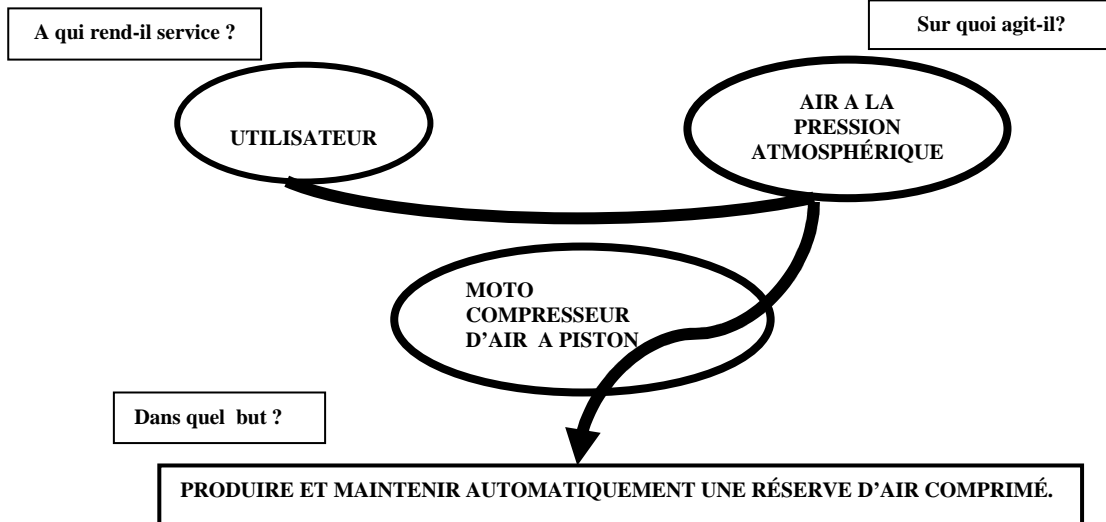 A qui rend-il service ?
Sur quoi agit-il?
UTILISATEUR
AIR A LA
PRESSION
ATMOSPHÉRIQUE
MOTO
COMPRESSEUR
D’AIR A PISTON
Dans quel but ?
PRODUIRE ET MAINTENIR AUTOMATIQUEMENT UNE RÉSERVE D’AIR COMPRIMÉ.